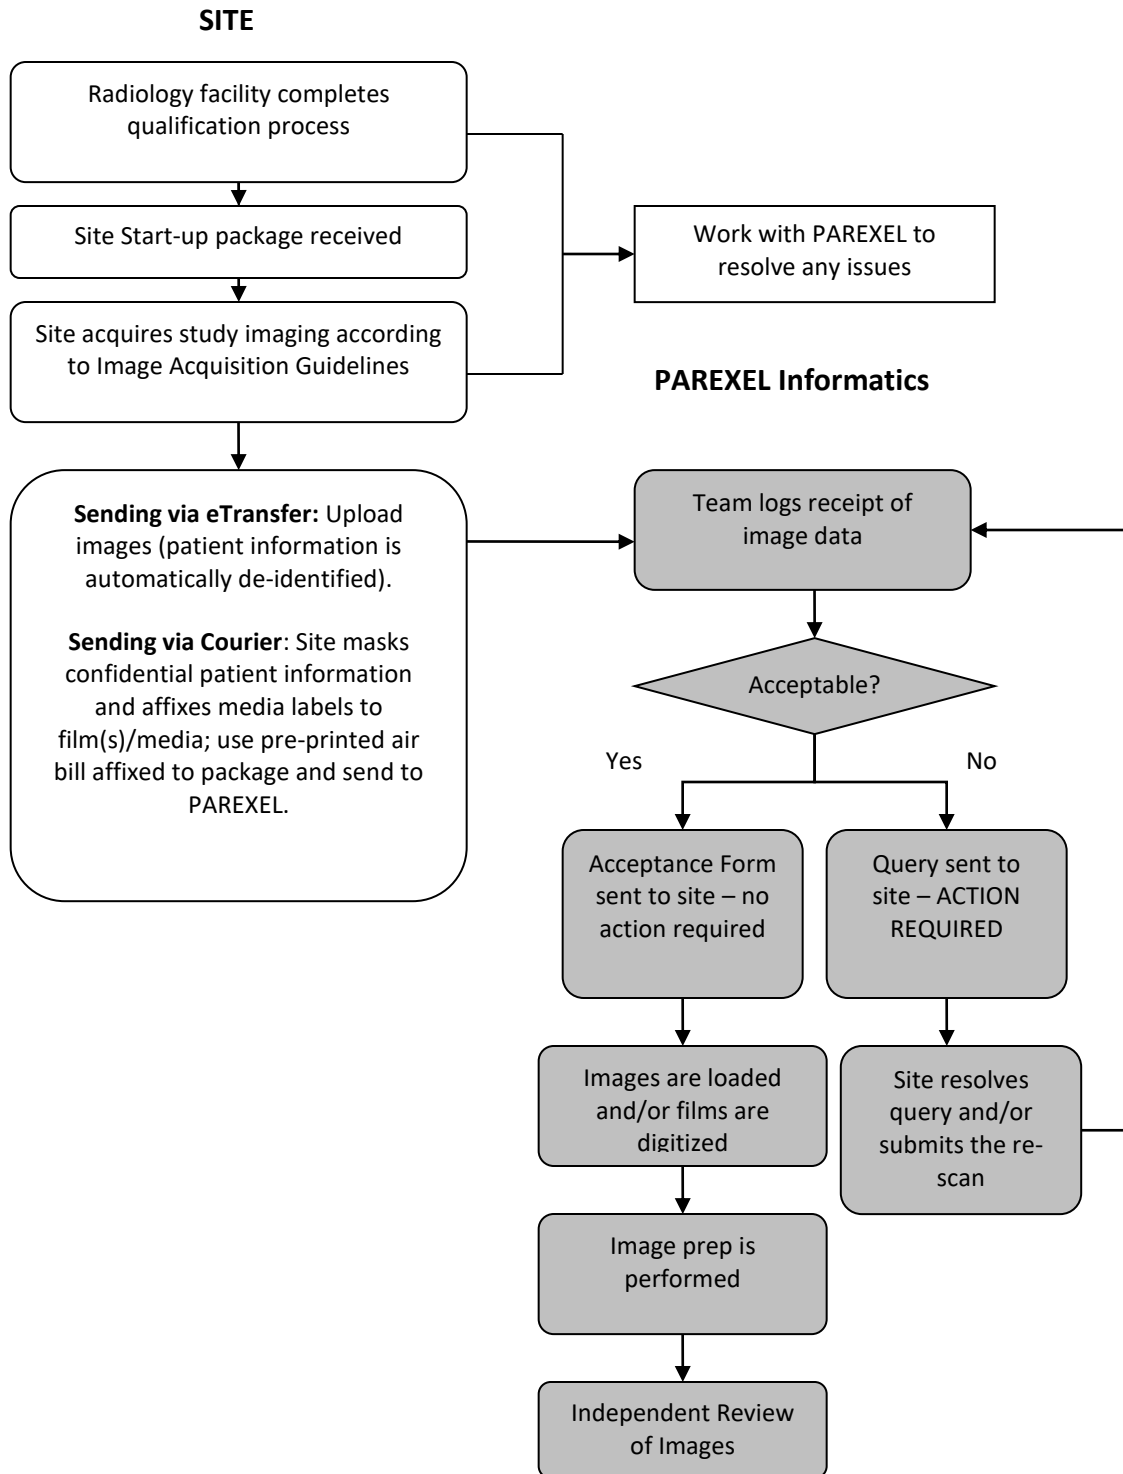 SITE
Radiology facility completes
qualification process
Site Start-up package received
Site acquires study imaging according
to Image Acquisition Guidelines
Work with PAREXEL to
resolve any issues
PAREXEL Informatics
Sending via eTransfer: Upload
images (patient information is
automatically de-identified).
Sending via Courier: Site masks
confidential patient information
and affixes media labels to
film(s)/media; use pre-printed air
bill affixed to package and send to
PAREXEL.
Team logs receipt of
image data
Acceptable?
Yes
No
Acceptance Form
sent to site – no
action required
Query sent to
site – ACTION
REQUIRED
Images are loaded
and/or films are
digitized
Site resolves
query and/or
submits the re-
scan
Image prep is
performed
Independent Review
of Images